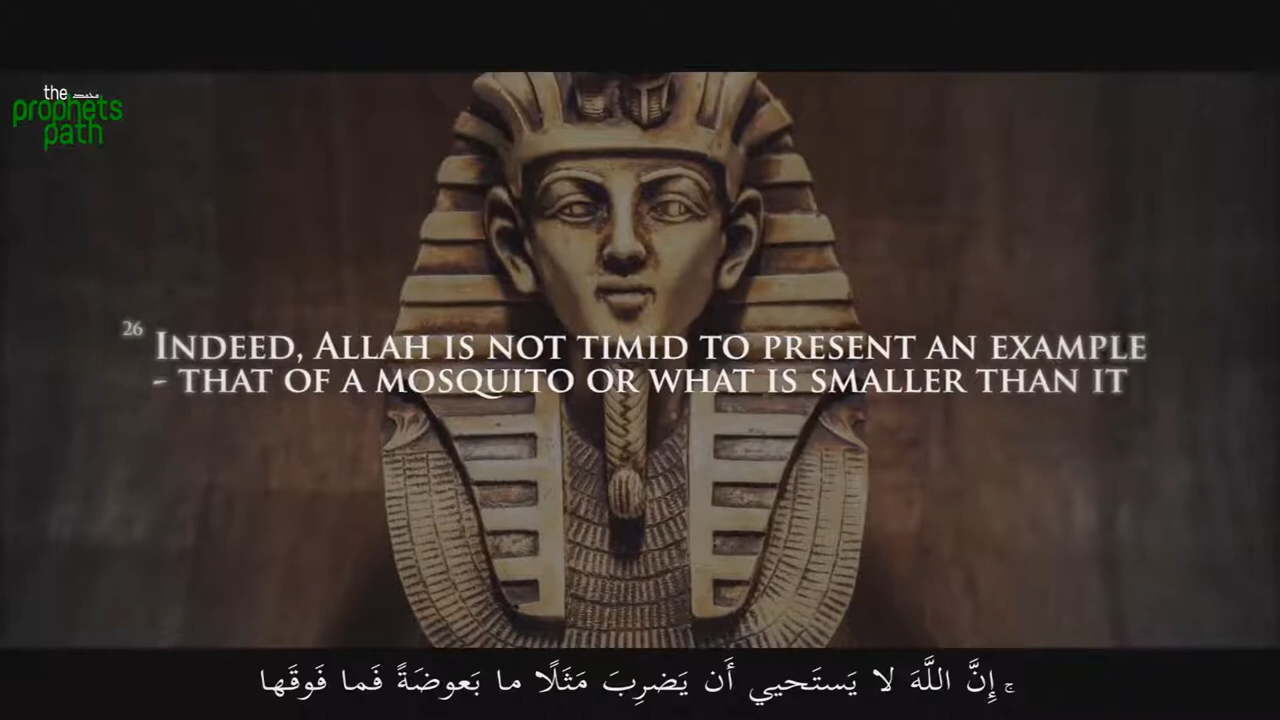 the
prophets
path
26 INDEED, ALLAH IS NOT TIMID TO PRESENT AN EXAMPLE
- THAT OF A MOSQUITO OR WHAT IS SMALLER THAN IT
ۚ إِنَّ اللَّهَ لا يَستَحيي أَن يَضرِبَ مَثَلًا ما بَعوضَةً فَما فَوقَها